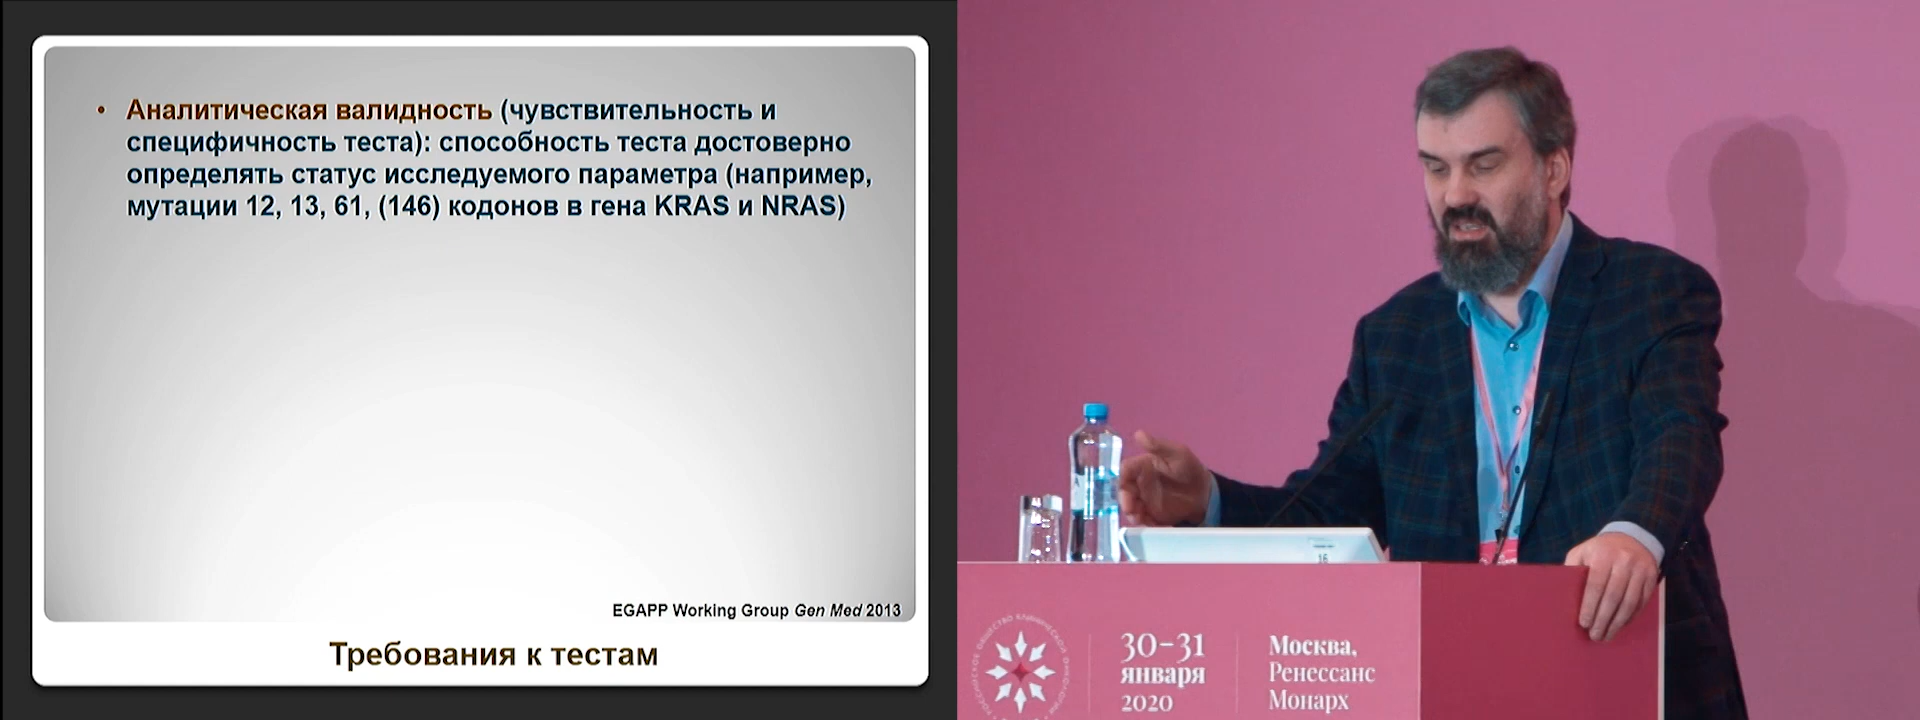 • Аналитическая валидность (чувствительность и
специфичность теста): способность теста достоверно
определять статус исследуемого параметра (например,
мутации 12, 13, 61, (146) кодонов в гена KRAS и NRAS)
EGAPP Working Group Gen Med 2013
Требования к тестам
16
30-31
января
2020
Москва,
Ренессанс
Монарх